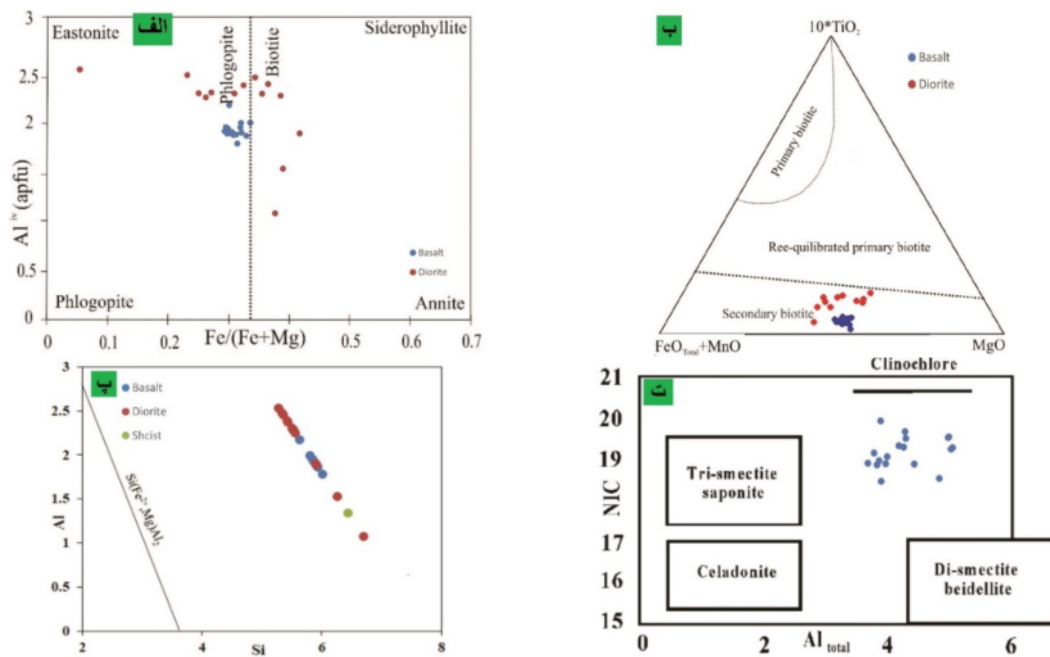 الف
3
2.5
2
1
0.5
0
Al iv (apfu)
Eastonite
Siderophyllite
Phlogopite
Biotite
Basalt
Diorite
Phlogopite
Annite
0 0.1 0.2 0.3 0.4 0.5 0.6 0.7
Fe/(Fe+Mg)
ب
10*TiO₂
Basalt
Diorite
Primary biotite
Ree-quilibrated primary biotite
Secondary biotite
FeO Total+MnO
MgO
پ
3
2.5
2
1.5
1
0.5
0
Al
Basalt
Diorite
Shcist
Si(Fe²⁺,Mg)Al₂
2 4 6 8
Si
ت
Clinochlore
21
20
19
17
16
15
NIC
Tri-smectite
saponite
Celadonite
Di-smectite
beidellite
0 2 4 6
Al total